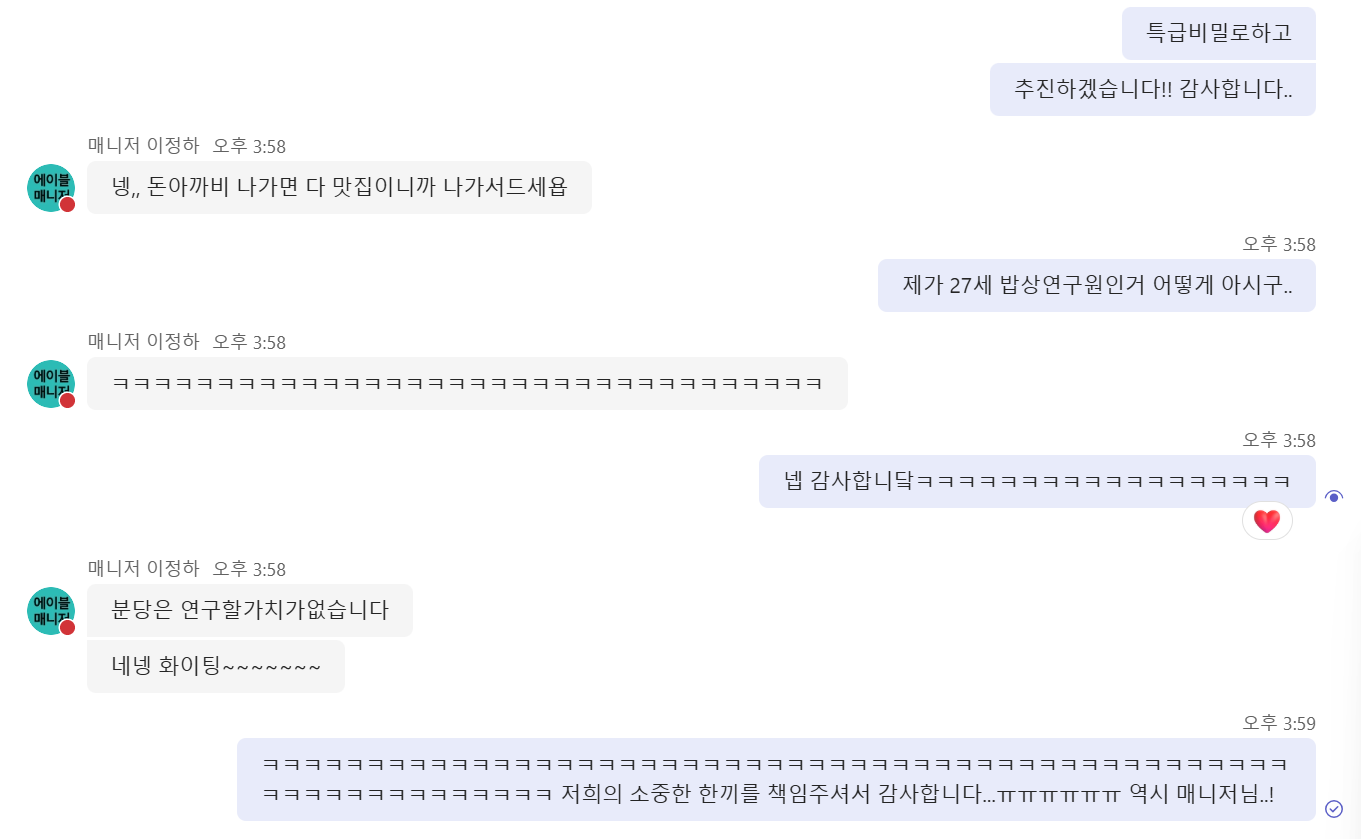 특급비밀로하고
추진하겠습니다!! 감사합니다..
매니저 이정하 오후 3:58
에이블
매니저
넹,, 돈아까비 나가면 다 맛집이니까 나가서드세욥
오후 3:58
제가 27세 밥상연구원인거 어떻게 아시구..
매니저 이정하 오후 3:58
에이블
매니저
ㅋㅋㅋㅋㅋㅋㅋㅋㅋㅋㅋㅋㅋㅋㅋㅋㅋㅋㅋㅋㅋㅋㅋㅋㅋㅋㅋㅋㅋㅋㅋㅋㅋㅋ
오후 3:58
넵 감사합니닼ㅋㅋㅋㅋㅋㅋㅋㅋㅋㅋㅋㅋㅋㅋㅋㅋㅋㅋ
매니저 이정하 오후 3:58
에이블
매니저
분당은 연구할가치가없습니다
네넹 화이팅~~~~~~~
오후 3:59
ㅋㅋㅋㅋㅋㅋㅋㅋㅋㅋㅋㅋㅋㅋㅋㅋㅋㅋㅋㅋㅋㅋㅋㅋㅋㅋㅋㅋㅋㅋㅋㅋㅋㅋㅋㅋㅋㅋㅋㅋㅋㅋㅋㅋㅋㅋㅋㅋㅋ
ㅋㅋㅋㅋㅋㅋㅋㅋㅋㅋㅋㅋㅋㅋ 저희의 소중한 한끼를 책임주셔서 감사합니다...ㅠㅠㅠㅠㅠㅠ 역시 매니저님..!